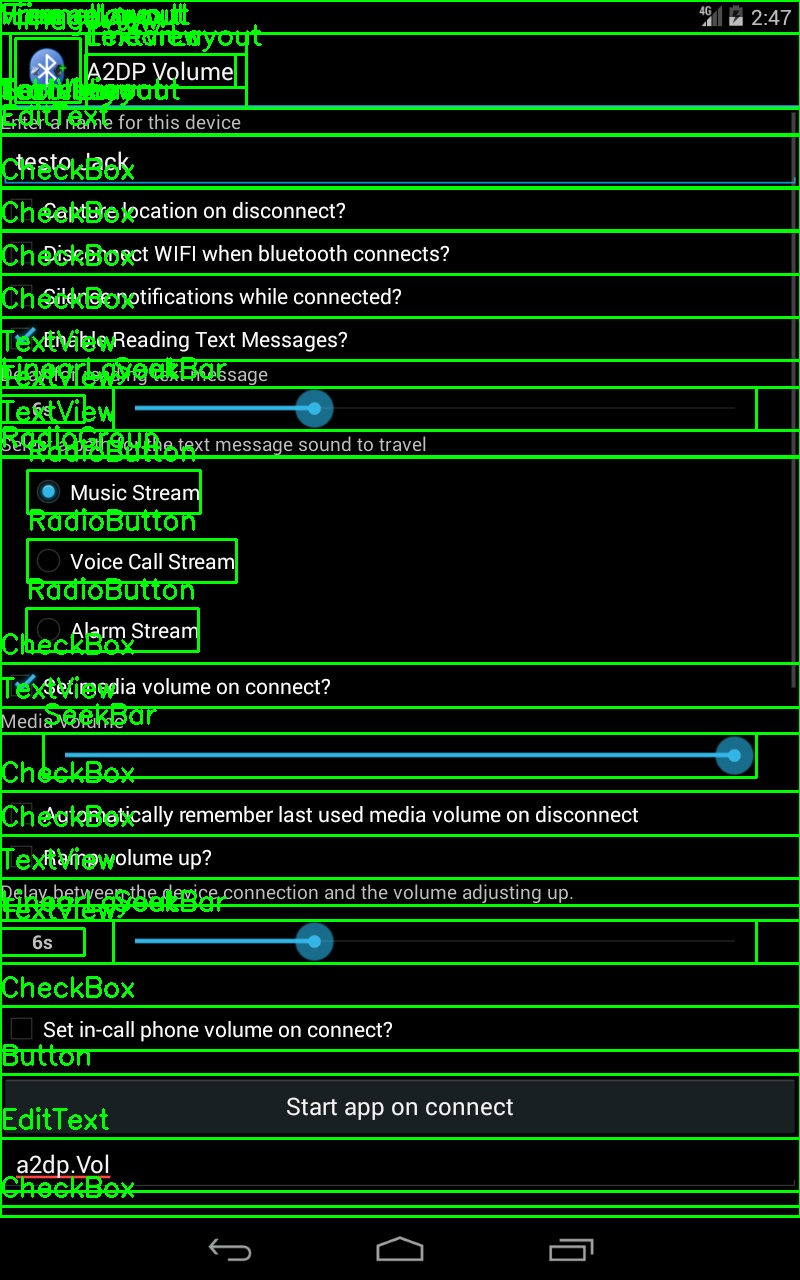 4G 2:47
A2DP Volume
EditText
Enter a name for this device
testo Jack
CheckBox
CheckBox
Capture location on disconnect?
CheckBox
Disconnect WIFI when bluetooth connects?
CheckBox
Silence notifications while connected?
TextView
Enable Reading Text Messages?
LinearLayout SeekBar
TextView
Delay for reading text message
TextView
6s
RadioGroup
Select a path for the text message sound to travel
RadioButton
Music Stream
RadioButton
Voice Call Stream
RadioButton
Alarm Stream
CheckBox
TextView
Set media volume on connect?
SeekBar
Media Volume
CheckBox
CheckBox
Automatically remember last used media volume on disconnect
TextView
Ramp volume up?
Delay between the device connection and the volume adjusting up.
LinearLayout SeekBar
TextView
6s
CheckBox
Set in-call phone volume on connect?
Button
Start app on connect
EditText
a2dp.Vol
CheckBox